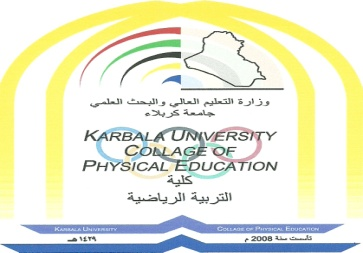 وزارة التعليم العالي والبحث العلمي
جامعة كربلاء
KARBALA UNIVERSITY
COLLAGE OF
PHYSICAL EDUCATION
كلية
التربية الرياضية
KARBALA UNIVERSITY COLLEGE OF PHYSICAL EDUCATION
١٤٢٩ هـ تأسست سنة 2008 م